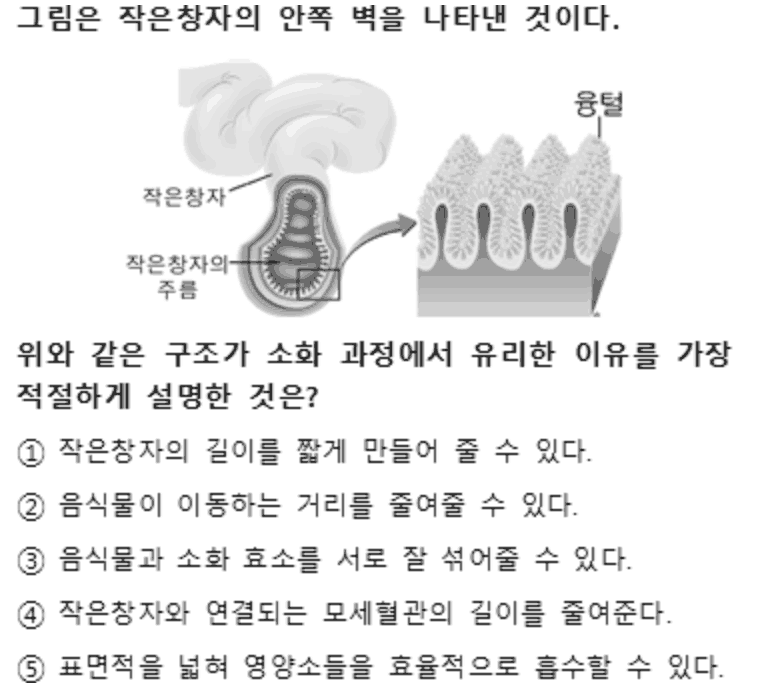 그림은 작은창자의 안쪽 벽을 나타낸 것이다.
융털
작은창자
작은창자의
주름
위와 같은 구조가 소화 과정에서 유리한 이유를 가장
적절하게 설명한 것은?
① 작은창자의 길이를 짧게 만들어 줄 수 있다.
② 음식물이 이동하는 거리를 줄여줄 수 있다.
③ 음식물과 소화 효소를 서로 잘 섞어줄 수 있다.
④ 작은창자와 연결되는 모세혈관의 길이를 줄여준다.
⑤ 표면적을 넓혀 영양소들을 효율적으로 흡수할 수 있다.